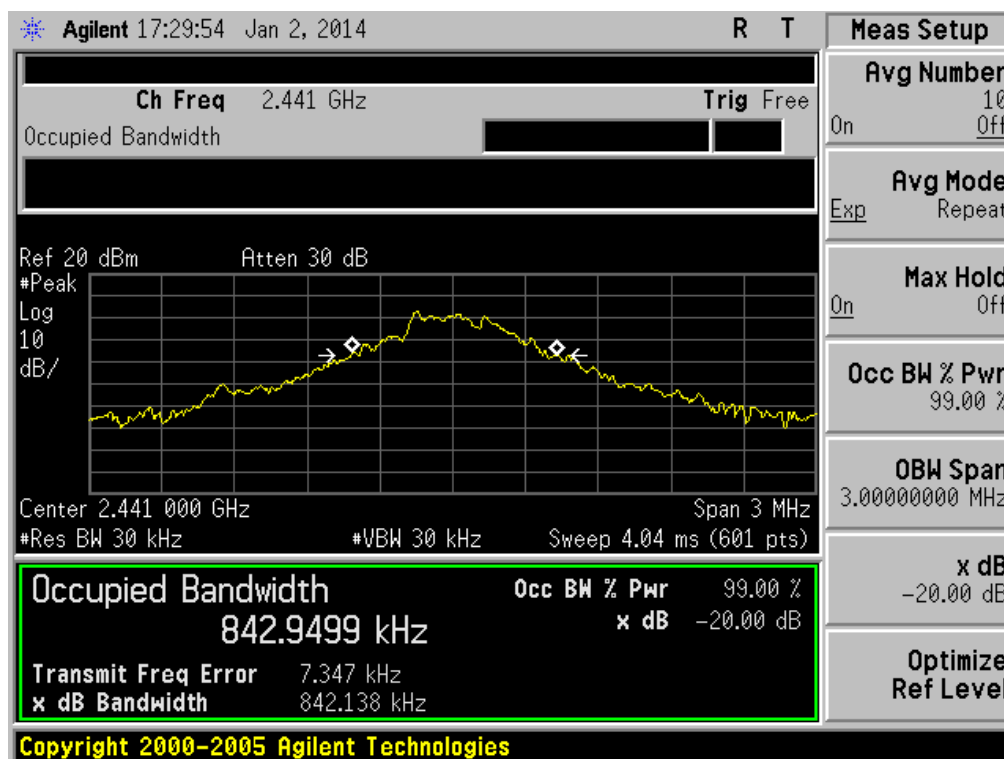 Agilent 17:29:54 Jan 2, 2014 R T
Ch Freq 2.441 GHz Trig Free
Occupied Bandwidth
Ref 20 dBm Atten 30 dB
#Peak
Log
10
dB/
Center 2.441 000 GHz Span 3 MHz
#Res BW 30 kHz #VBW 30 kHz Sweep 4.04 ms (601 pts)
Occupied Bandwidth Occ BW % Pwr 99.00 %
842.9499 kHz x dB -20.00 dB
Transmit Freq Error 7.347 kHz
x dB Bandwidth 842.138 kHz
Copyright 2000-2005 Agilent Technologies
Meas Setup
Avg Number
10
On Off
Avg Mode
Exp Repeat
Max Hold
On Off
Occ BW % Pwr
99.00 %
OBW Span
3.00000000 MHz
x dB
-20.00 dB
Optimize
Ref Level